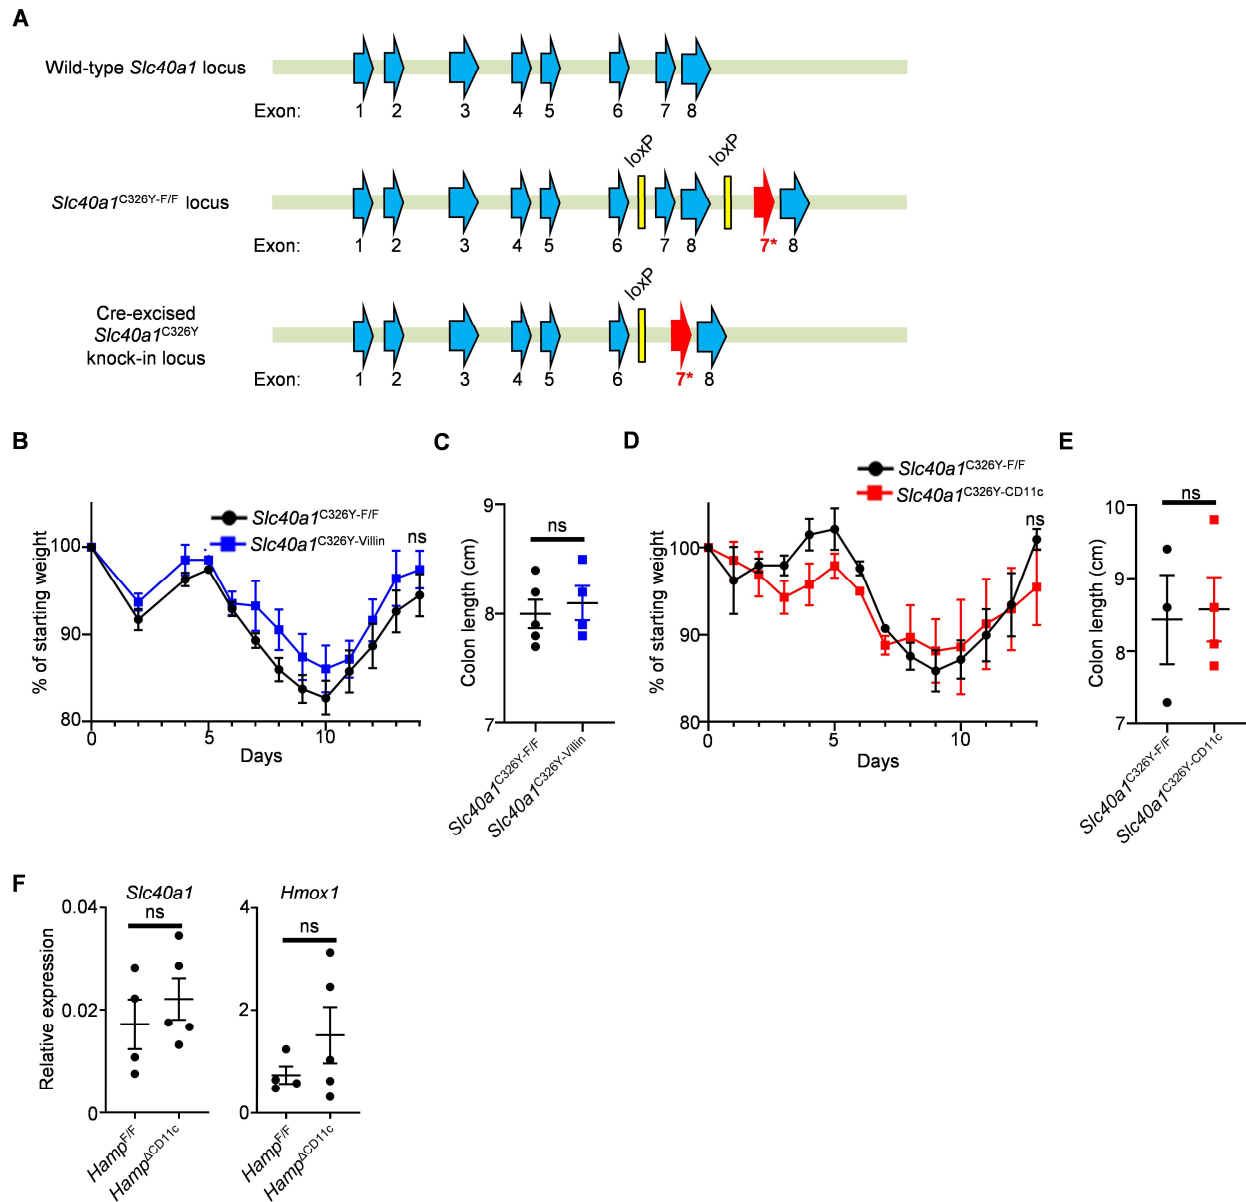 A
Wild-type Slc40a1 locus
Exon: 1 2 3 4 5 6 7 8
loxP loxP
Slc40a1C326Y-F/F locus
Exon: 1 2 3 4 5 6 7 8 7* 8
loxP
Cre-excised
Slc40a1C326Y
knock-in locus
Exon: 1 2 3 4 5 6 7* 8
B
Slc40a1C326Y-F/F
Slc40a1C326Y-Villin
ns
% of starting weight
100
90
80
0 5 10
Days
C
Colon length (cm)
9
8
7
ns
Slc40a1C326Y-F/F
Slc40a1C326Y-Villin
D
Slc40a1C326Y-F/F
Slc40a1C326Y-CD11c
ns
% of starting weight
100
90
80
0 5 10
Days
E
Colon length (cm)
10
9
8
7
ns
Slc40a1C326Y-F/F
Slc40a1C326Y-CD11c
F
Relative expression
Slc40a1
0.04
0.02
0
ns
HampF/F
HampΔCD11c
Hmox1
4
2
0
ns
HampF/F
HampΔCD11c